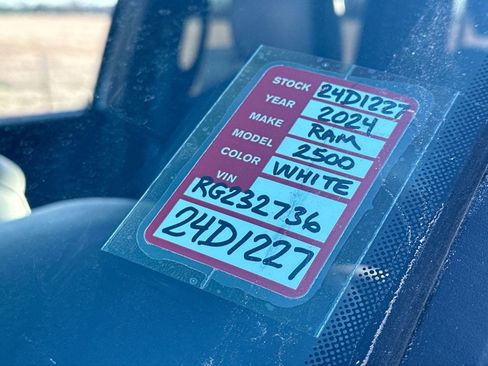 STOCK 24D1227
YEAR 2024
MAKE RAM
MODEL 2500
COLOR WHITE
VIN
RG232736
24D1227